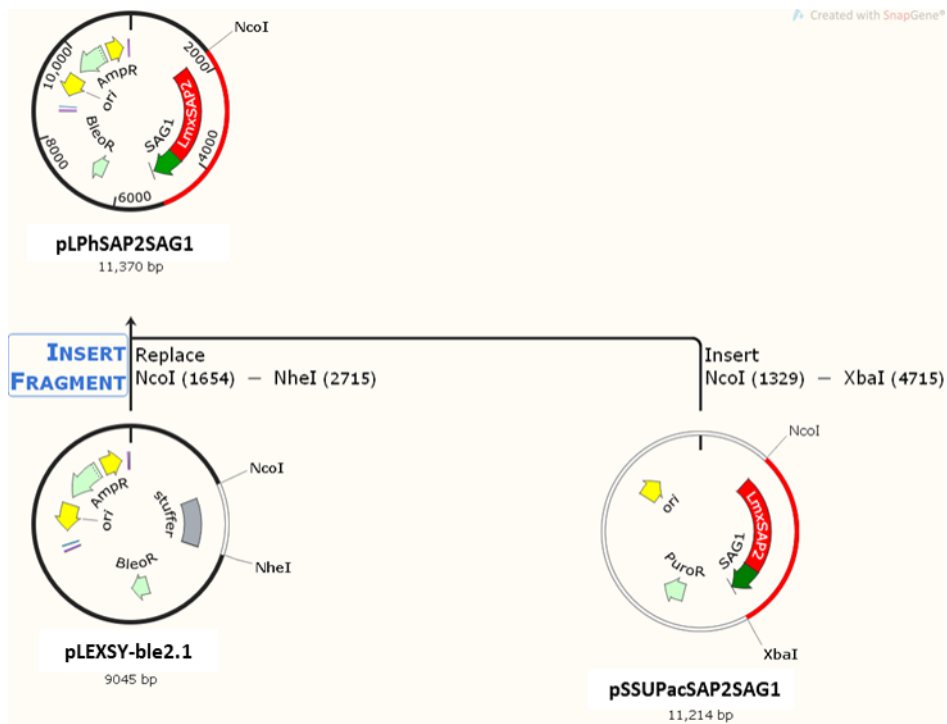 Created with SnapGene®
NcoI
2000
4000
6000
8000
10,000
AmpR
ori
BleoR
SAG1
LmxSAP2
pLPhSAP2SAG1
11,370 bp
INSERT
FRAGMENT
Replace
NcoI (1654) – NheI (2715)
Insert
NcoI (1329) – XbaI (4715)
NcoI
AmpR
ori
stuffer
BleoR
NheI
pLEXSY-ble2.1
9045 bp
NcoI
ori
LmxSAP2
SAG1
PuroR
XbaI
pSSUPacSAP2SAG1
11,214 bp